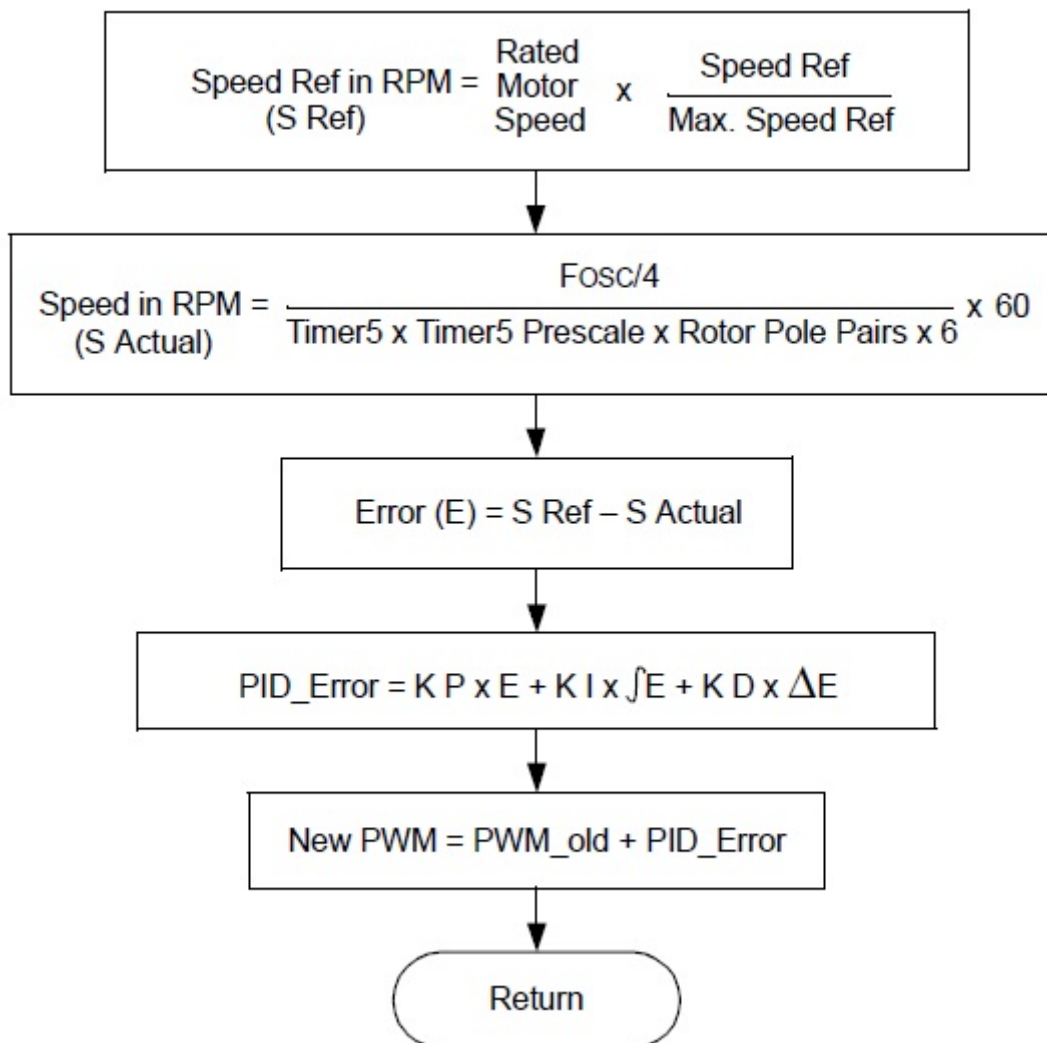 Speed Ref in RPM = Rated Motor Speed x Speed Ref / Max. Speed Ref
(S Ref)
Speed in RPM = FOSC/4 / Timer5 x Timer5 Prescale x Rotor Pole Pairs x 6 x 60
(S Actual)
Error (E) = S Ref – S Actual
PID_Error = K P x E + K I x ∫E + K D x ΔE
New PWM = PWM_old + PID_Error
Return